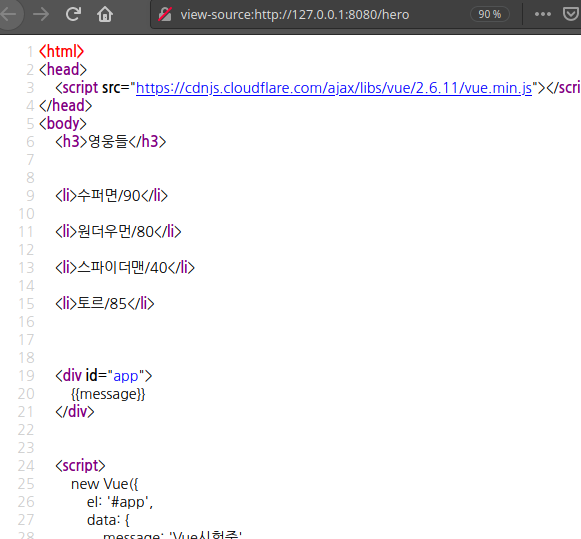 view-source:http://127.0.0.1:8080/hero 90 %
1 <html>
2 <head>
3 <script src="https://cdnjs.cloudflare.com/ajax/libs/vue/2.6.11/vue.min.js"></scri
4 </head>
5 <body>
6 <h3>영웅들</h3>
7
8
9 <li>수퍼면/90</li>
10
11 <li>원더우먼/80</li>
12
13 <li>스파이더맨/40</li>
14
15 <li>토르/85</li>
16
17
18
19 <div id="app">
20 {{message}}
21 </div>
22
23
24 <script>
25 new Vue({
26 el: '#app',
27 data: {
28 message: 'Vue시험중'